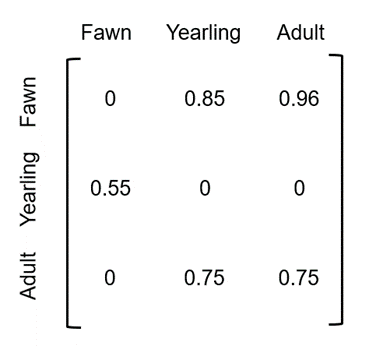 Fawn Yearling Adult
Fawn 0 0.85 0.96
Yearling 0.55 0 0
Adult 0 0.75 0.75